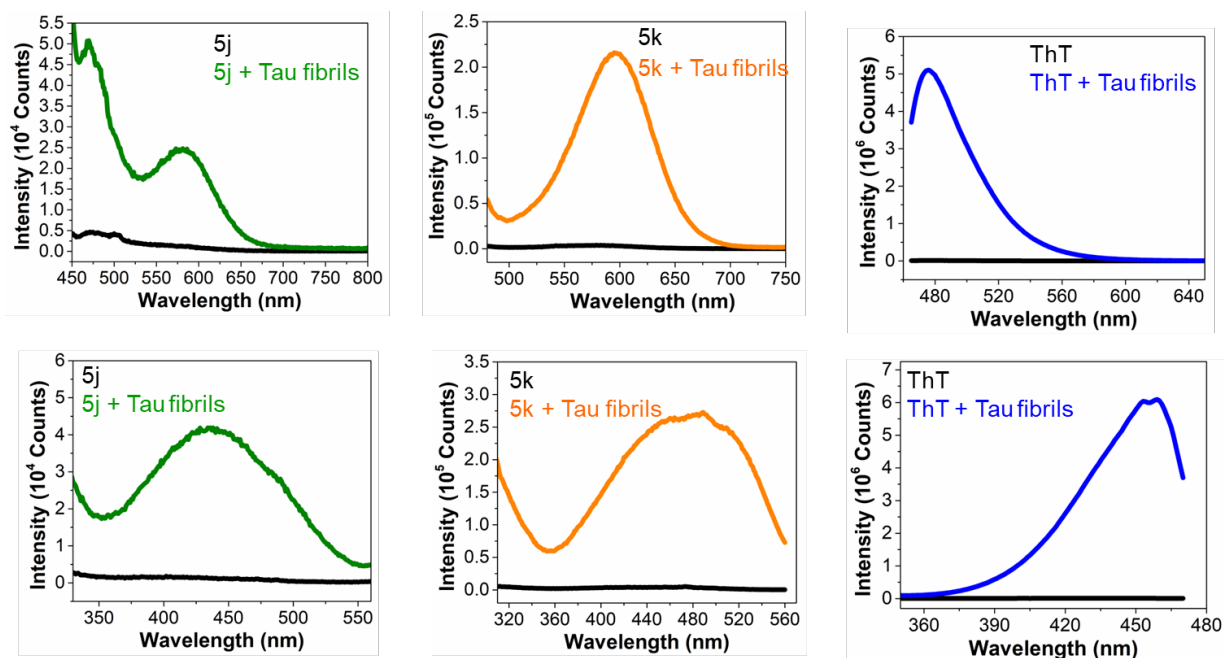 5j
5j + Tau fibrils
Intensity (10⁴ Counts)
5.5
5.0
4.5
4.0
3.5
3.0
2.5
2.0
1.5
1.0
0.5
0.0
450 500 550 600 650 700 750 800
Wavelength (nm)
5k
5k + Tau fibrils
Intensity (10⁵ Counts)
2.5
2.0
1.5
1.0
0.5
0.0
500 550 600 650 700 750
Wavelength (nm)
ThT
ThT + Tau fibrils
Intensity (10⁶ Counts)
6
5
4
3
2
1
0
480 520 560 600 640
Wavelength (nm)
5j
5j + Tau fibrils
Intensity (10⁴ Counts)
6
5
4
3
2
1
0
350 400 450 500 550
Wavelength (nm)
5k
5k + Tau fibrils
Intensity (10⁵ Counts)
3.5
3.0
2.5
2.0
1.5
1.0
0.5
0.0
320 360 400 440 480 520 560
Wavelength (nm)
ThT
ThT + Tau fibrils
Intensity (10⁶ Counts)
7
6
5
4
3
2
1
0
360 390 420 450 480
Wavelength (nm)